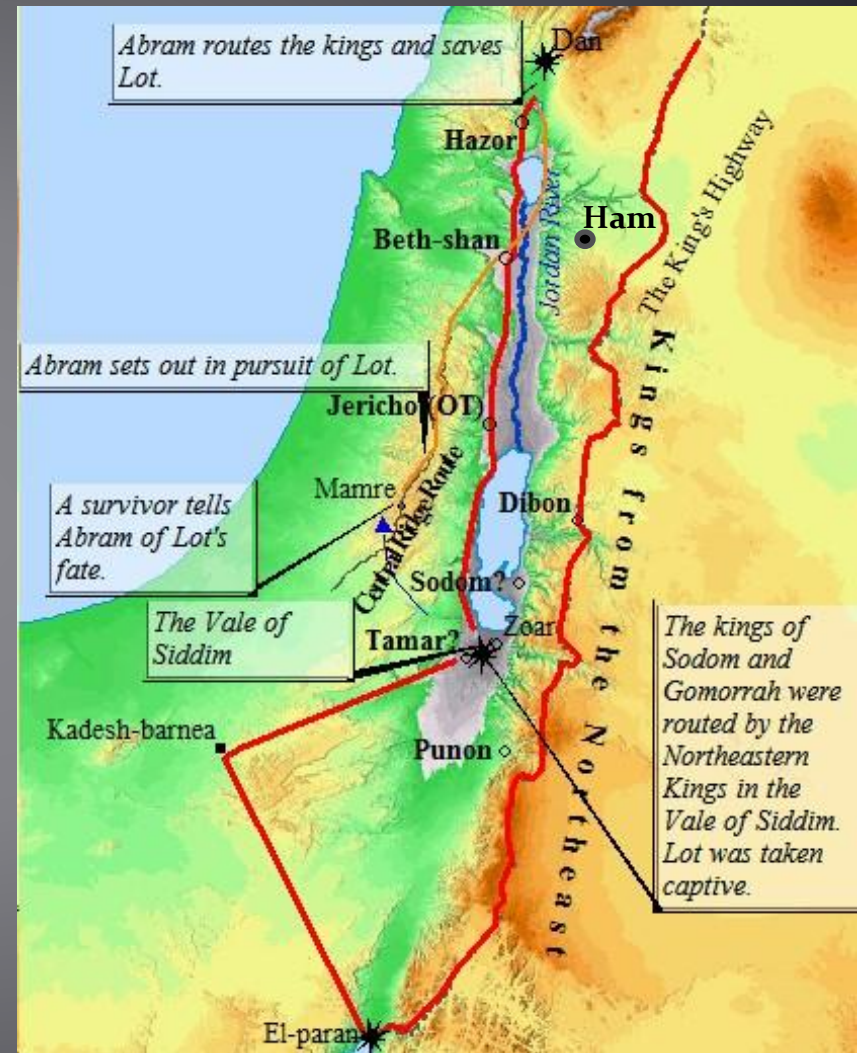 Abram routes the kings and saves
Lot.
Dan
Hazor
The King's Highway
Jordan River
Ham
Beth-shan
Abram sets out in pursuit of Lot.
Jericho (OT)
Kings from the Northeast
Mamre
Central Ridge Route
A survivor tells
Abram of Lot's
fate.
Dibon
Sodom?
The Vale of
Siddim
Tamar?
Zoar
The kings of
Sodom and
Gomorrah were
routed by the
Northeastern
Kings in the
Vale of Siddim.
Lot was taken
captive.
Kadesh-barnea
Punon
El-paran